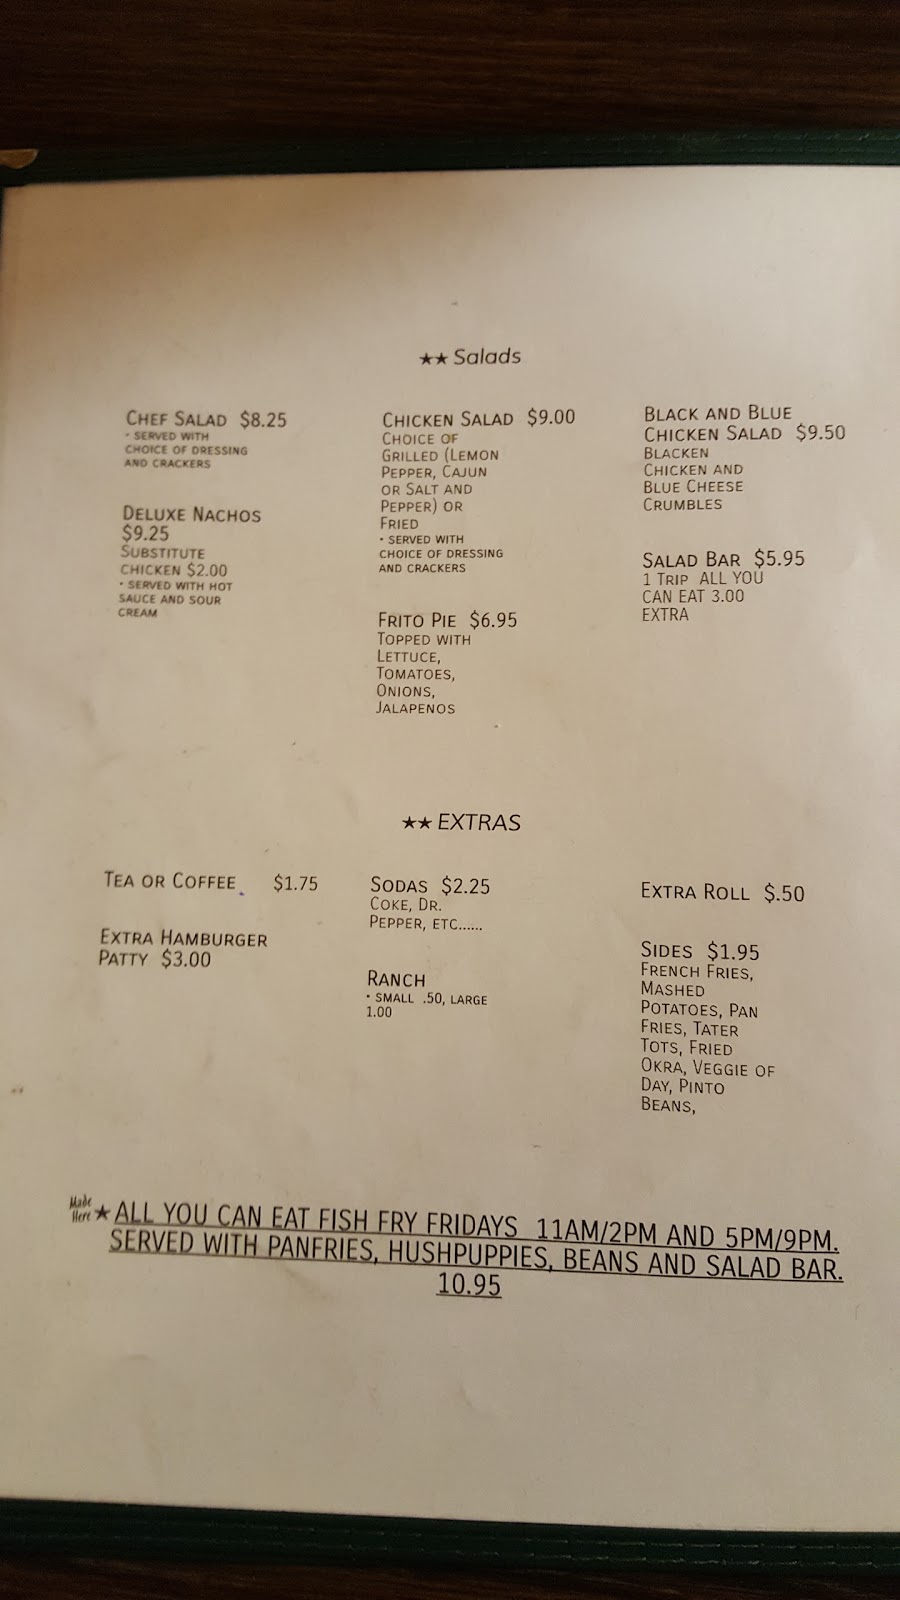 ★★ Salads
CHEF SALAD $8.25
• SERVED WITH
CHOICE OF DRESSING
AND CRACKERS
DELUXE NACHOS
$9.25
SUBSTITUTE
CHICKEN $2.00
• SERVED WITH HOT
SAUCE AND SOUR
CREAM
CHICKEN SALAD $9.00
CHOICE OF
GRILLED (LEMON
PEPPER, CAJUN
OR SALT AND
PEPPER) OR
FRIED
• SERVED WITH
CHOICE OF DRESSING
AND CRACKERS
FRITO PIE $6.95
TOPPED WITH
LETTUCE,
TOMATOES,
ONIONS,
JALAPENOS
BLACK AND BLUE
CHICKEN SALAD $9.50
BLACKEN
CHICKEN AND
BLUE CHEESE
CRUMBLES
SALAD BAR $5.95
1 TRIP ALL YOU
CAN EAT 3.00
EXTRA
★★ EXTRAS
TEA OR COFFEE $1.75
EXTRA HAMBURGER
PATTY $3.00
SODAS $2.25
COKE, DR.
PEPPER, ETC......
RANCH
• SMALL .50, LARGE
1.00
EXTRA ROLL $.50
SIDES $1.95
FRENCH FRIES,
MASHED
POTATOES, PAN
FRIES, TATER
TOTS, FRIED
OKRA, VEGGIE OF
DAY, PINTO
BEANS,
Made
Here ★ ALL YOU CAN EAT FISH FRY FRIDAYS 11AM/2PM AND 5PM/9PM.
SERVED WITH PANFRIES, HUSHPUPPIES, BEANS AND SALAD BAR.
10.95